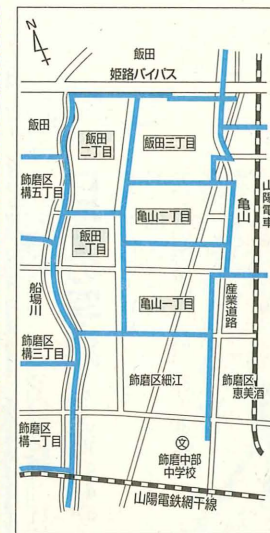 N
飯田
姫路バイパス
飯田
飯田
二丁目
飯田三丁目
飾磨区
構五丁目
亀山
山陽電車
亀山二丁目
飯田
一丁目
船場川
亀山一丁目
産業道路
飾磨区
構三丁目
飾磨区細江
飾磨区
恵美酒
飾磨区
構一丁目
文
飾磨中部
中学校
山陽電鉄網干線